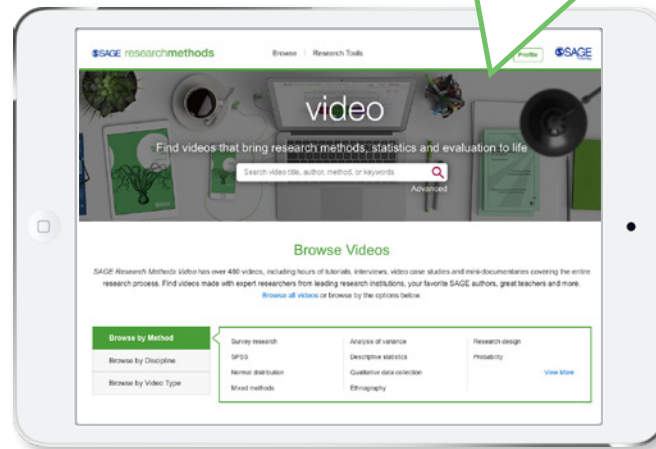 SAGE researchmethods
Browse | Research Tools
Profile
SAGE
video
Find videos that bring research methods, statistics and evaluation to life
Search video title, author, method, or keywords
Advanced
Browse Videos
SAGE Research Methods Video has over 480 videos, including hours of tutorials, interviews, video case studies and mini-documentaries covering the entire
research process. Find videos made with expert researchers from leading research institutions, your favorite SAGE authors, great teachers and more.
Browse all videos or browse by the options below.
Browse by Method
Browse by Discipline
Browse by Video Type
Survey research
SPSS
Normal distribution
Mixed methods
Analysis of variance
Descriptive statistics
Qualitative data collection
Ethnography
Research design
Probability
View More